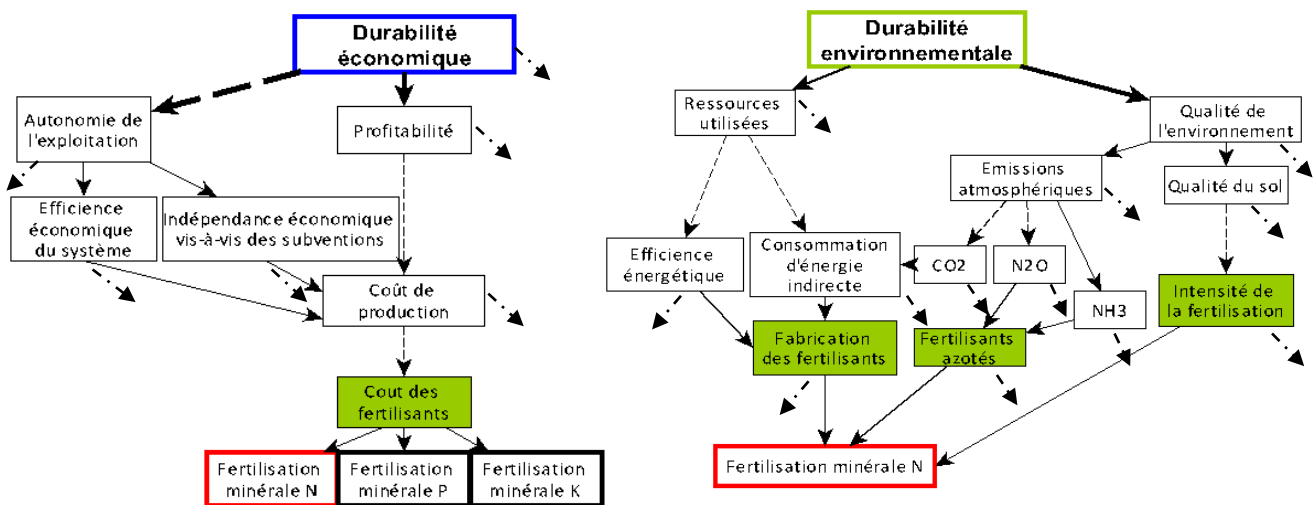 Durabilité
économique
Autonomie de
l'exploitation
Profitabilité
Efficience
économique
du système
Indépendance économique
vis-à-vis des subventions
Coût de
production
Cout des
fertilisants
Fertilisation
minérale N
Fertilisation
minérale P
Fertilisation
minérale K
Durabilité
environnementale
Ressources
utilisées
Qualité de
l'environnement
Emissions
atmosphériques
Qualité du sol
Efficience
énergétique
Consommation
d'énergie
indirecte
CO2
N2O
NH3
Intensité de
la fertilisation
Fabrication
des fertilisants
Fertilisants
azotés
Fertilisation minérale N